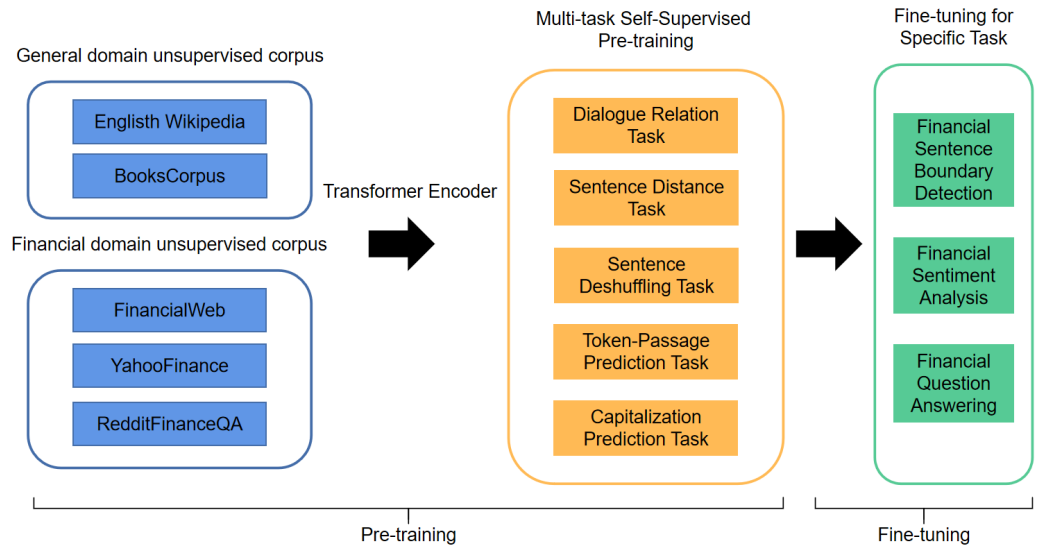 General domain unsupervised corpus
Englisth Wikipedia
BooksCorpus
Financial domain unsupervised corpus
FinancialWeb
YahooFinance
RedditFinanceQA
Transformer Encoder
Multi-task Self-Supervised
Pre-training
Dialogue Relation
Task
Sentence Distance
Task
Sentence
Deshuffling Task
Token-Passage
Prediction Task
Capitalization
Prediction Task
Fine-tuning for
Specific Task
Financial
Sentence
Boundary
Detection
Financial
Sentiment
Analysis
Financial
Question
Answering
Pre-training
Fine-tuning